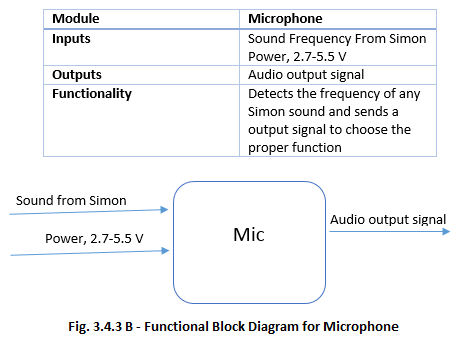 Module Microphone
Inputs Sound Frequency From Simon
Power, 2.7-5.5 V
Outputs Audio output signal
Functionality Detects the frequency of any
Simon sound and sends a
output signal to choose the
proper function
Sound from Simon
Audio output signal
Power, 2.7-5.5 V
Mic
Fig. 3.4.3 B - Functional Block Diagram for Microphone